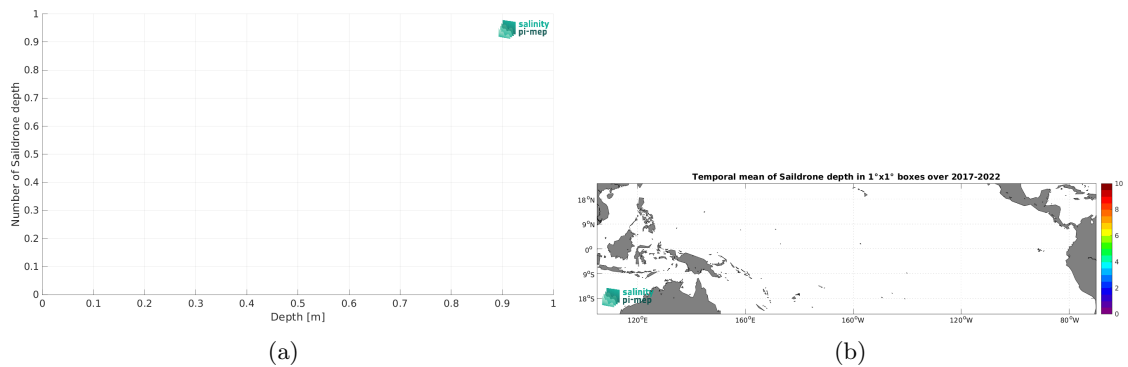 1
0.9
0.8
0.7
0.6
0.5
0.4
0.3
0.2
0.1
0
Number of Saildrone depth
0 0.1 0.2 0.3 0.4 0.5 0.6 0.7 0.8 0.9 1
Depth [m]
salinity
pi-mep
(a)
Temporal mean of Saildrone depth in 1°x1° boxes over 2017-2022
18°N
9°N
0°
9°S
18°S
120°E 160°E 160°W 120°W 80°W
salinity
pi-mep
10
8
6
4
2
0
(b)